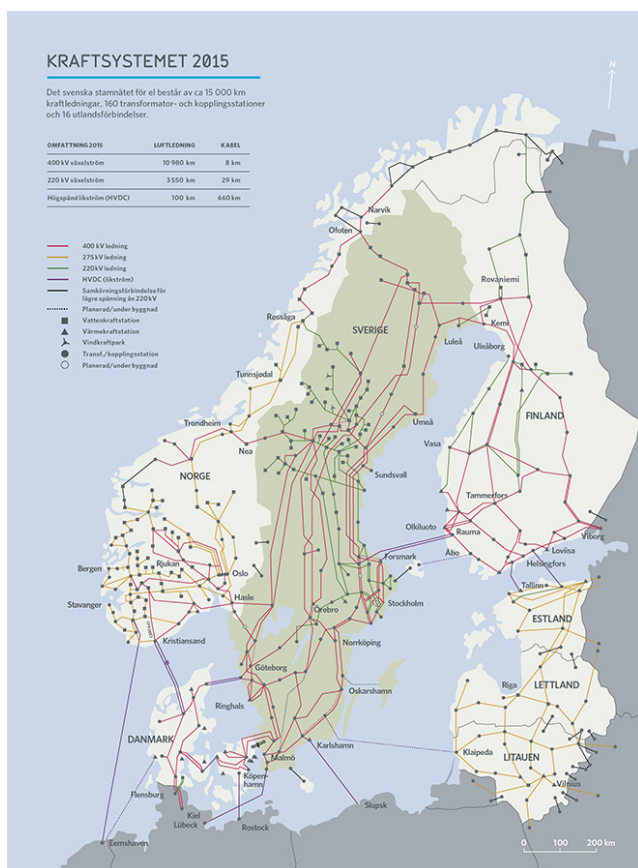 KRAFTSYSTEMET 2015
Det svenska stamnätet för el består av ca 15 000 km
kraftledningar, 160 transformator- och kopplingsstationer
och 16 utlandsförbindelser.
OMFATTNING 2015 LUFTLEDNING KABEL
400 kV växelström 10 980 km 8 km
220 kV växelström 3 550 km 29 km
Högspänd likström (HVDC) 100 km 660 km
400 kV ledning
275 kV ledning
220 kV ledning
HVDC (likström)
Samkörningsförbindelse för
lägre spänning än 220 kV
Planerad/under byggnad
Vattenkraftstation
Värmekraftstation
Vindkraftpark
Transf./kopplingsstation
Planerad/under byggnad
N
Narvik
Ofoten
Rovaniemi
Røssåga
SVERIGE
Kemi
Luleå
Uleåborg
Tunnsjødal
FINLAND
Umeå
Trondheim
Vasa
Nea
Sundsvall
NORGE
Tammerfors
Olkiluoto
Rauma
Viborg
Forsmark
Åbo
Loviisa
Helsingfors
Bergen
Rjukan
Oslo
Tallinn
Stavanger
Hasle
Örebro
Stockholm
ESTLAND
Kristiansand
Norrköping
Göteborg
Oskarshamn
Riga
LETTLAND
Ringhals
DANMARK
Karlshamn
Klaipeda
LITAUEN
Malmö
Köpen-
hamn
Vilnius
Flensburg
Kiel
Lübeck
Rostock
Slupsk
Eemshaven
0 100 200 km